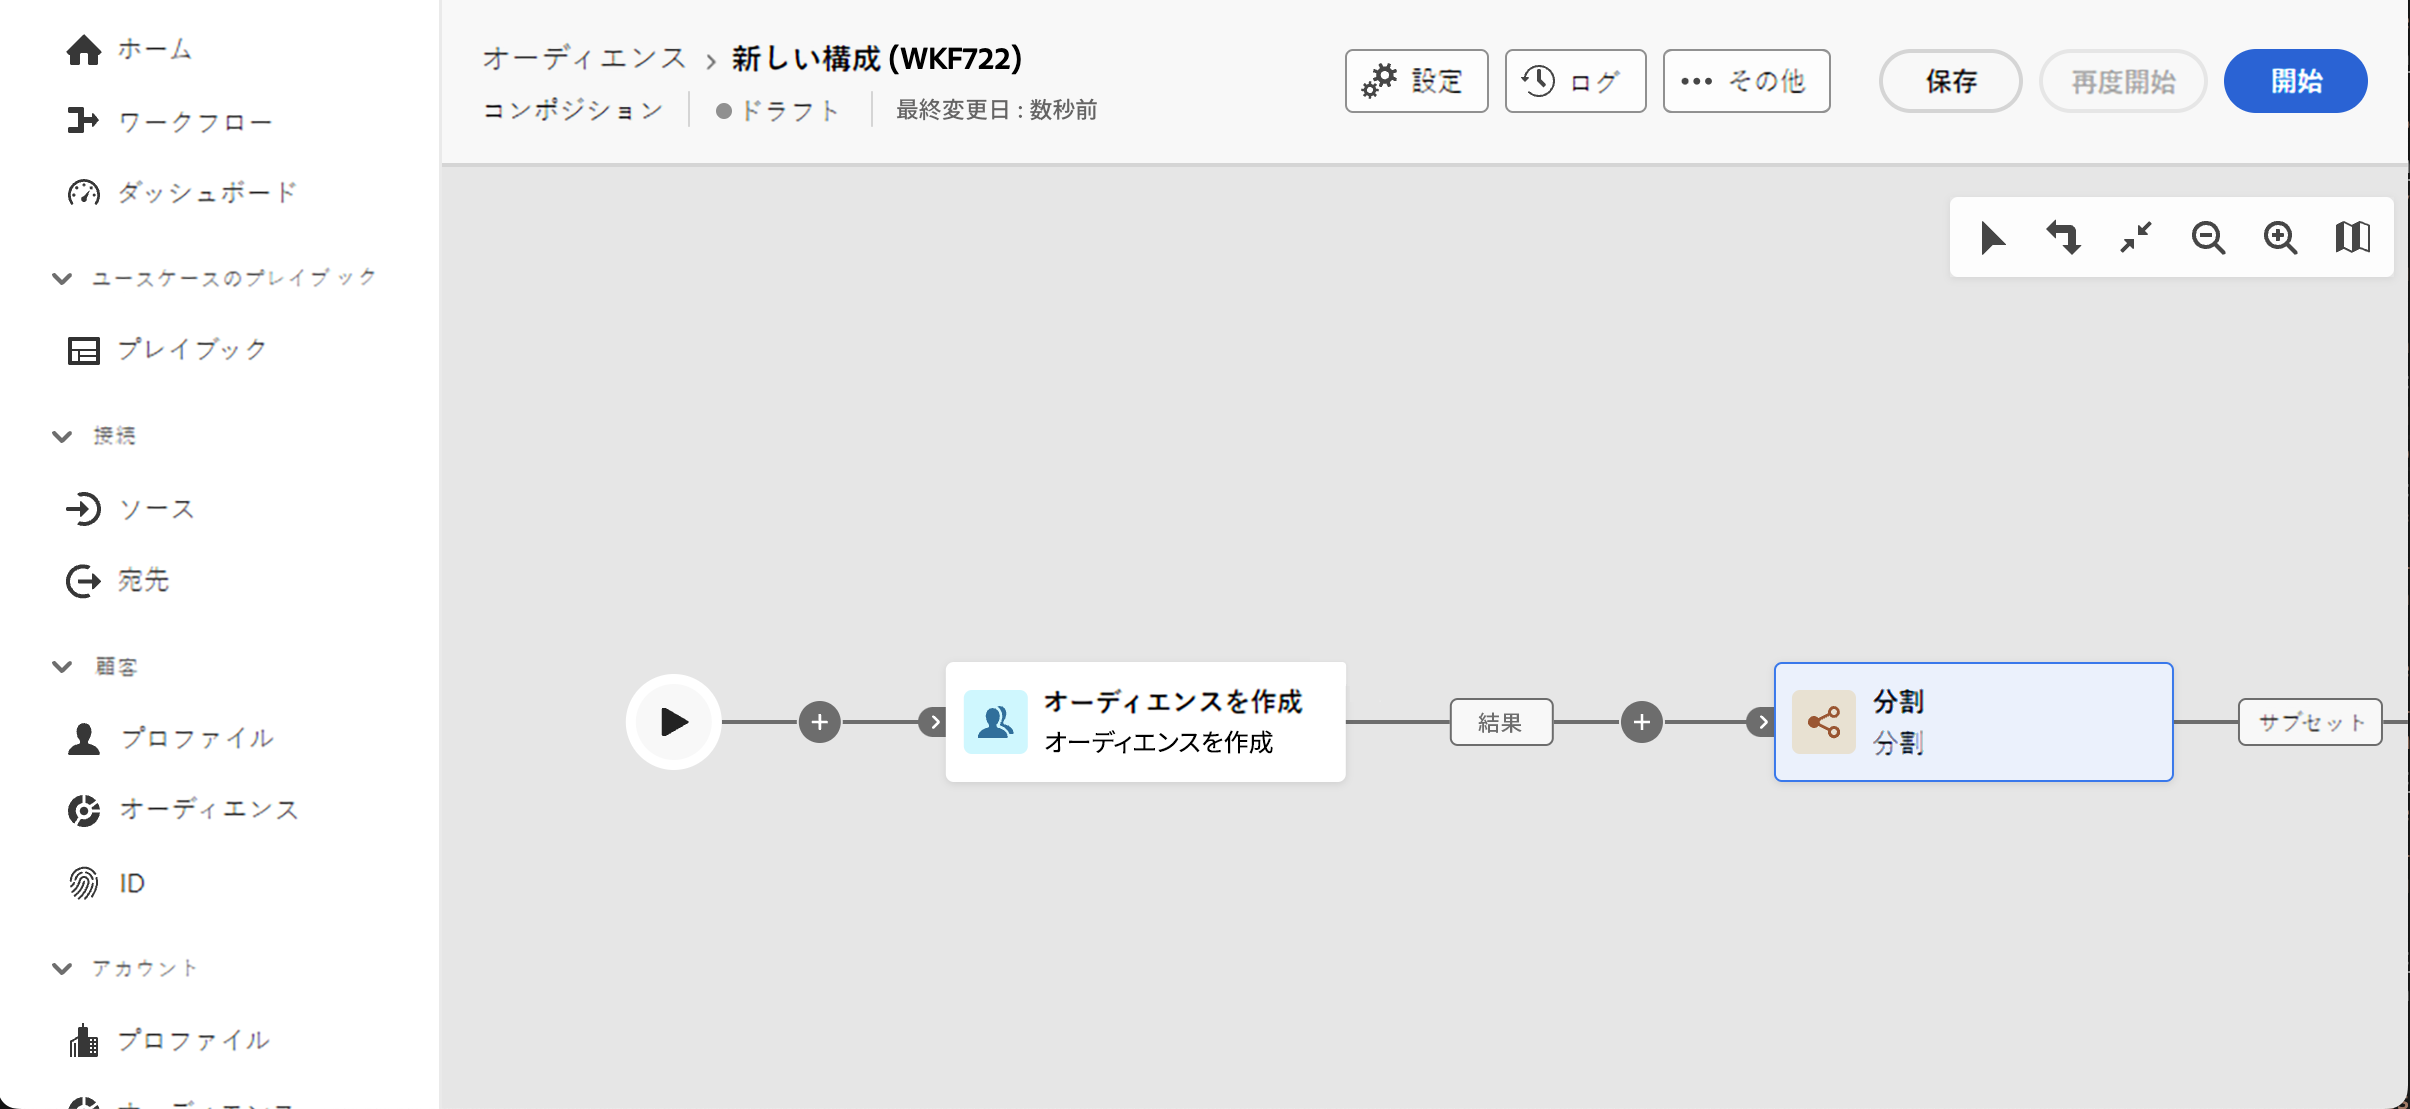 ホーム
ワークフロー
ダッシュボード
ユースケースのプレイブック
プレイブック
接続
ソース
宛先
顧客
プロファイル
オーディエンス
ID
アカウント
プロファイル
オーディエンス
オーディエンス › 新しい構成 (WKF722)
コンポジション ドラフト 最終変更日 : 数秒前
設定 ログ その他 保存 再度開始 開始
オーディエンスを作成
オーディエンスを作成
結果
分割
分割
サブセット